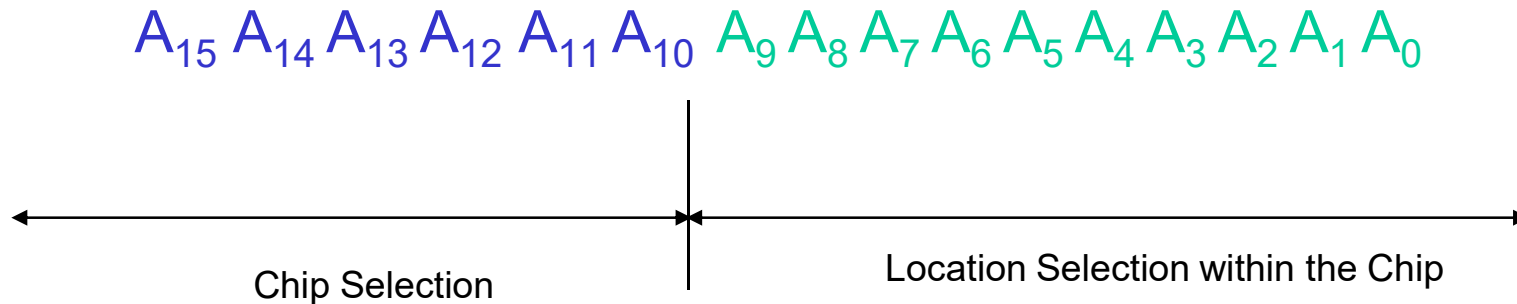 A₁₅ A₁₄ A₁₃ A₁₂ A₁₁ A₁₀ A₉ A₈ A₇ A₆ A₅ A₄ A₃ A₂ A₁ A₀
Chip Selection
Location Selection within the Chip